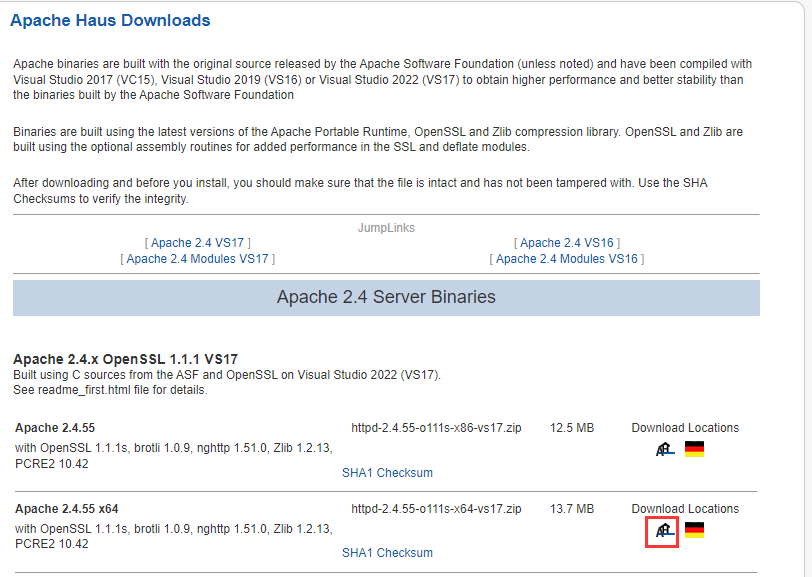 Apache Haus Downloads
Apache binaries are built with the original source released by the Apache Software Foundation (unless noted) and have been compiled with
Visual Studio 2017 (VC15), Visual Studio 2019 (VS16) or Visual Studio 2022 (VS17) to obtain higher performance and better stability than
the binaries built by the Apache Software Foundation
Binaries are built using the latest versions of the Apache Portable Runtime, OpenSSL and Zlib compression library. OpenSSL and Zlib are
built using the optional assembly routines for added performance in the SSL and deflate modules.
After downloading and before you install, you should make sure that the file is intact and has not been tampered with. Use the SHA
Checksums to verify the integrity.
JumpLinks
[ Apache 2.4 VS17 ] [ Apache 2.4 VS16 ]
[ Apache 2.4 Modules VS17 ] [ Apache 2.4 Modules VS16 ]
Apache 2.4 Server Binaries
Apache 2.4.x OpenSSL 1.1.1 VS17
Built using C sources from the ASF and OpenSSL on Visual Studio 2022 (VS17).
See readme_first.html file for details.
Apache 2.4.55 httpd-2.4.55-o111s-x86-vs17.zip 12.5 MB Download Locations
with OpenSSL 1.1.1s, brotli 1.0.9, nghttp 1.51.0, Zlib 1.2.13,
PCRE2 10.42
SHA1 Checksum
Apache 2.4.55 x64 httpd-2.4.55-o111s-x64-vs17.zip 13.7 MB Download Locations
with OpenSSL 1.1.1s, brotli 1.0.9, nghttp 1.51.0, Zlib 1.2.13,
PCRE2 10.42
SHA1 Checksum